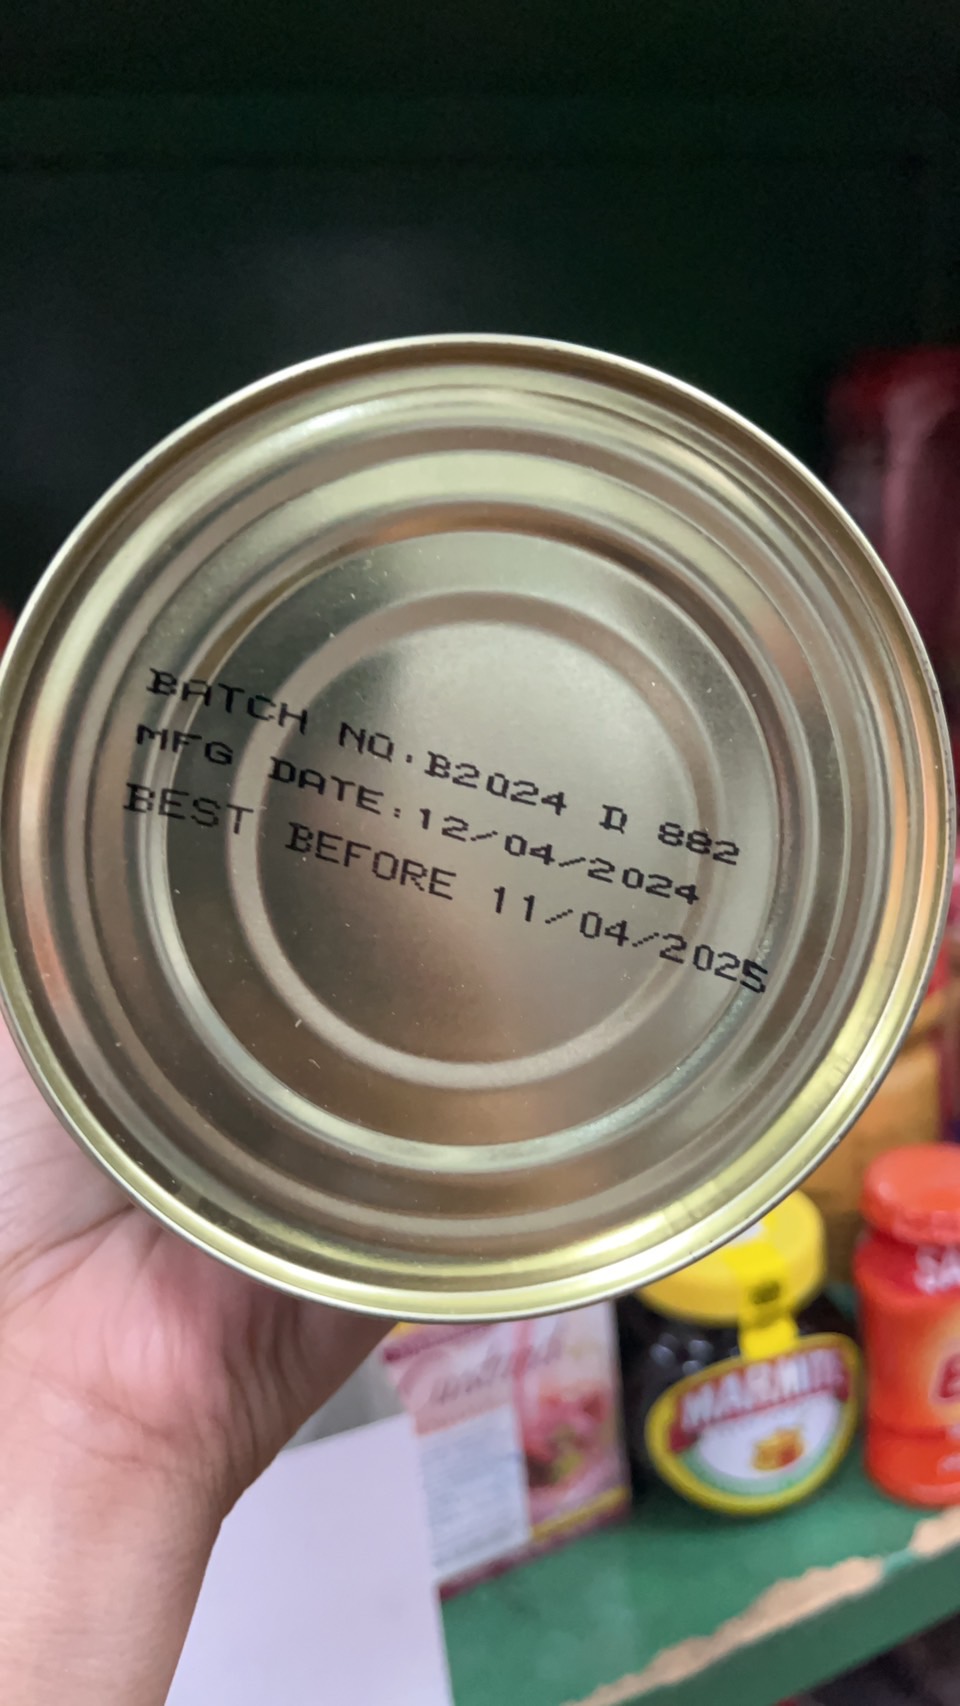 BATCH NO.B2024 D 882
MFG DATE:12/04/2024
BEST BEFORE 11/04/2025
MARMITE